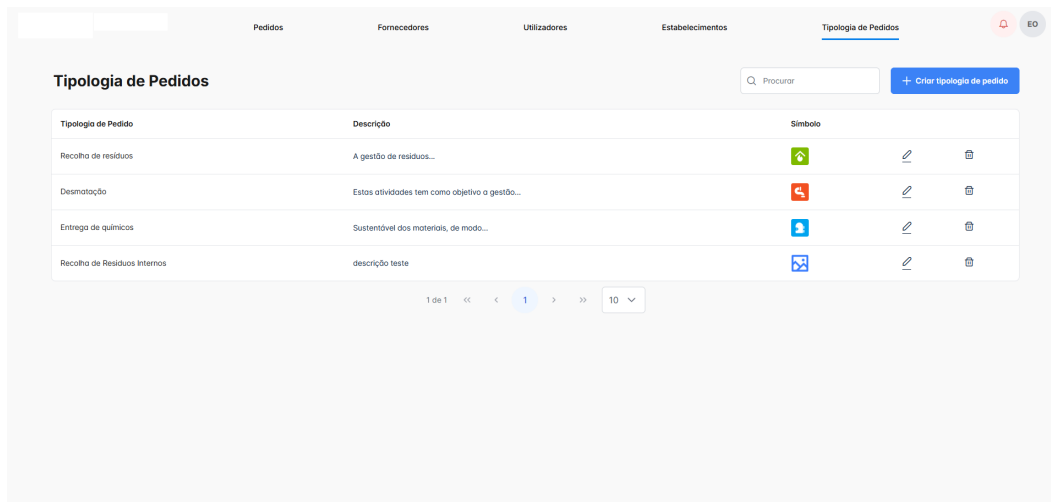 Pedidos Fornecedores Utilizadores Estabelecimentos Tipologia de Pedidos EO
Tipologia de Pedidos Procurar + Criar tipologia de pedido
Tipologia de Pedido Descrição Símbolo
Recolha de resíduos A gestão de residuos...
Desmatação Estas atividades tem como objetivo a gestão...
Entrega de químicos Sustentável dos materiais, de modo...
Recolha de Residuos Internos descrição teste
1 de 1 << < 1 > >> 10